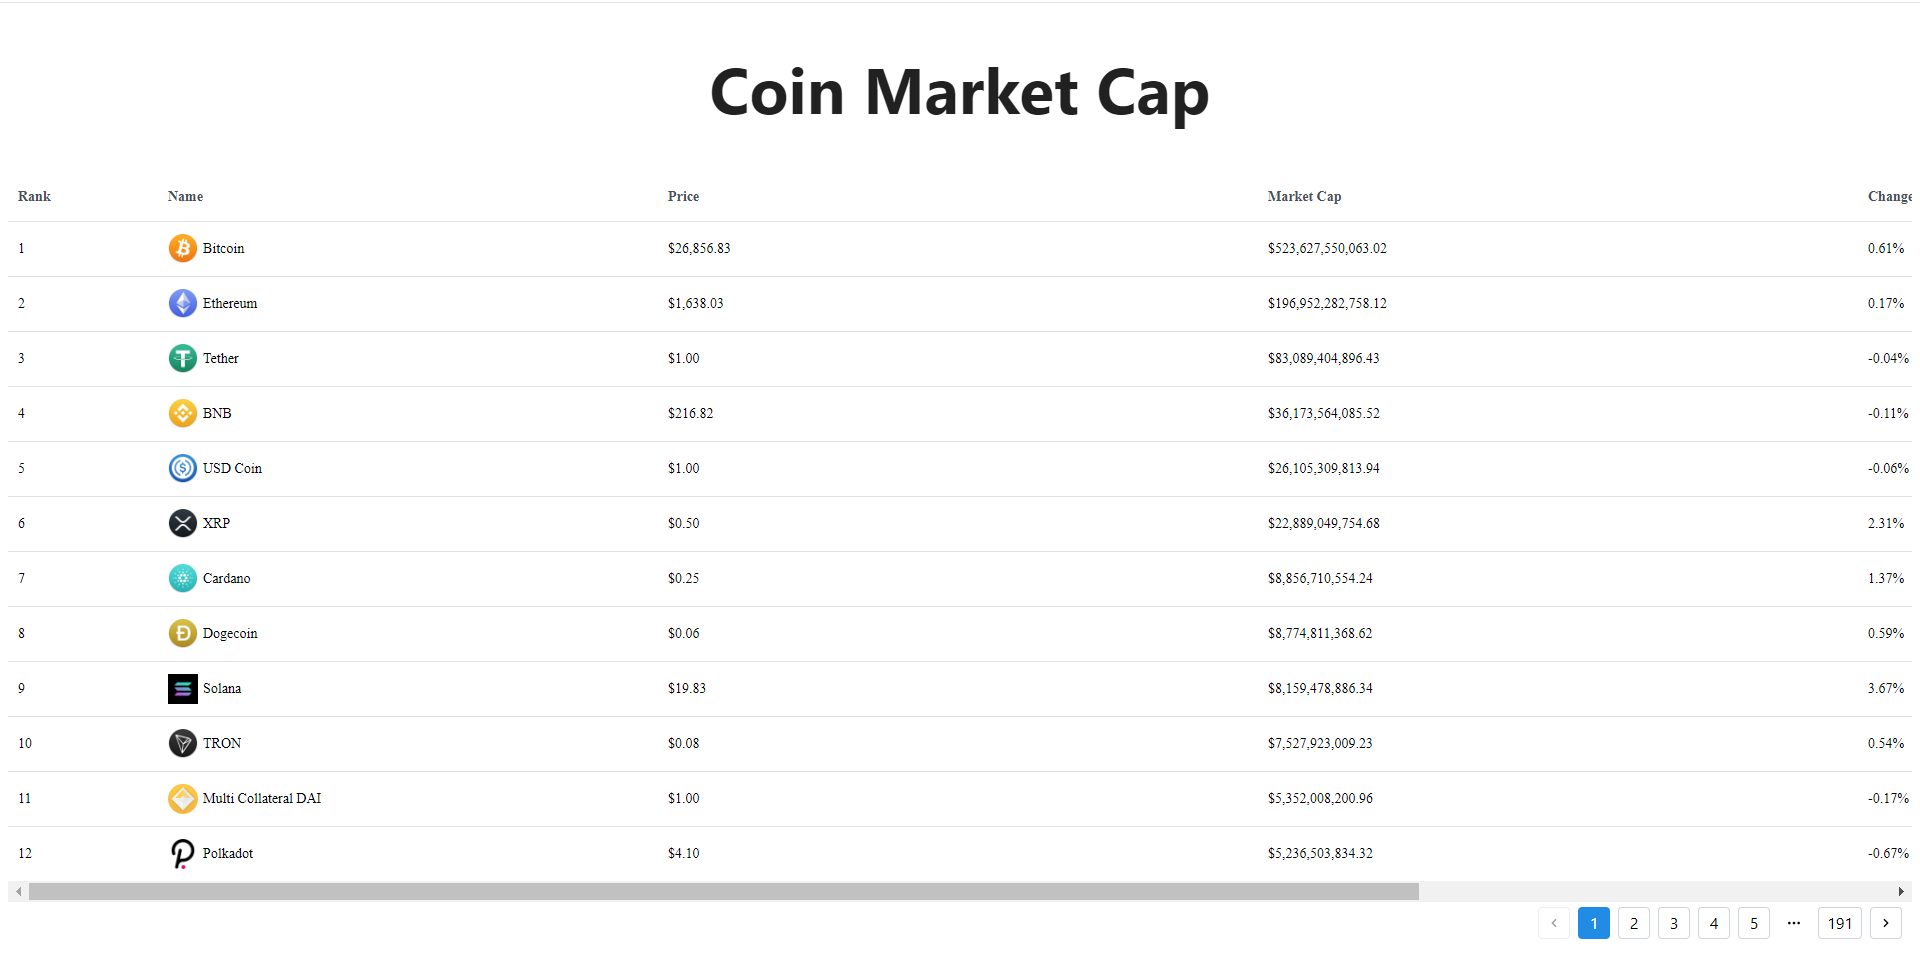 Coin Market Cap
Rank Name Price Market Cap Change
1 Bitcoin $26,856.83 $523,627,550,063.02 0.61%
2 Ethereum $1,638.03 $196,952,282,758.12 0.17%
3 Tether $1.00 $83,089,404,896.43 -0.04%
4 BNB $216.82 $36,173,564,085.52 -0.11%
5 USD Coin $1.00 $26,105,309,813.94 -0.06%
6 XRP $0.50 $22,889,049,754.68 2.31%
7 Cardano $0.25 $8,856,710,554.24 1.37%
8 Dogecoin $0.06 $8,774,811,368.62 0.59%
9 Solana $19.83 $8,159,478,886.34 3.67%
10 TRON $0.08 $7,527,923,009.23 0.54%
11 Multi Collateral DAI $1.00 $5,352,008,200.96 -0.17%
12 Polkadot $4.10 $5,236,503,834.32 -0.67%
1 2 3 4 5 ••• 191